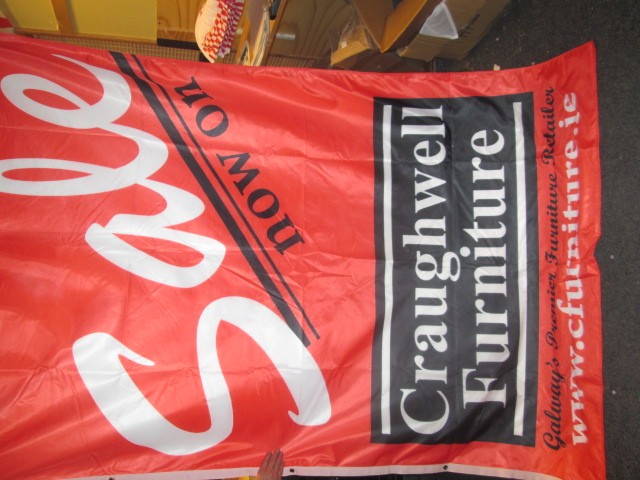 Sale
now on
Craughwell
Furniture
Galway's Premier Furniture Retailer
www.cfurniture.ie